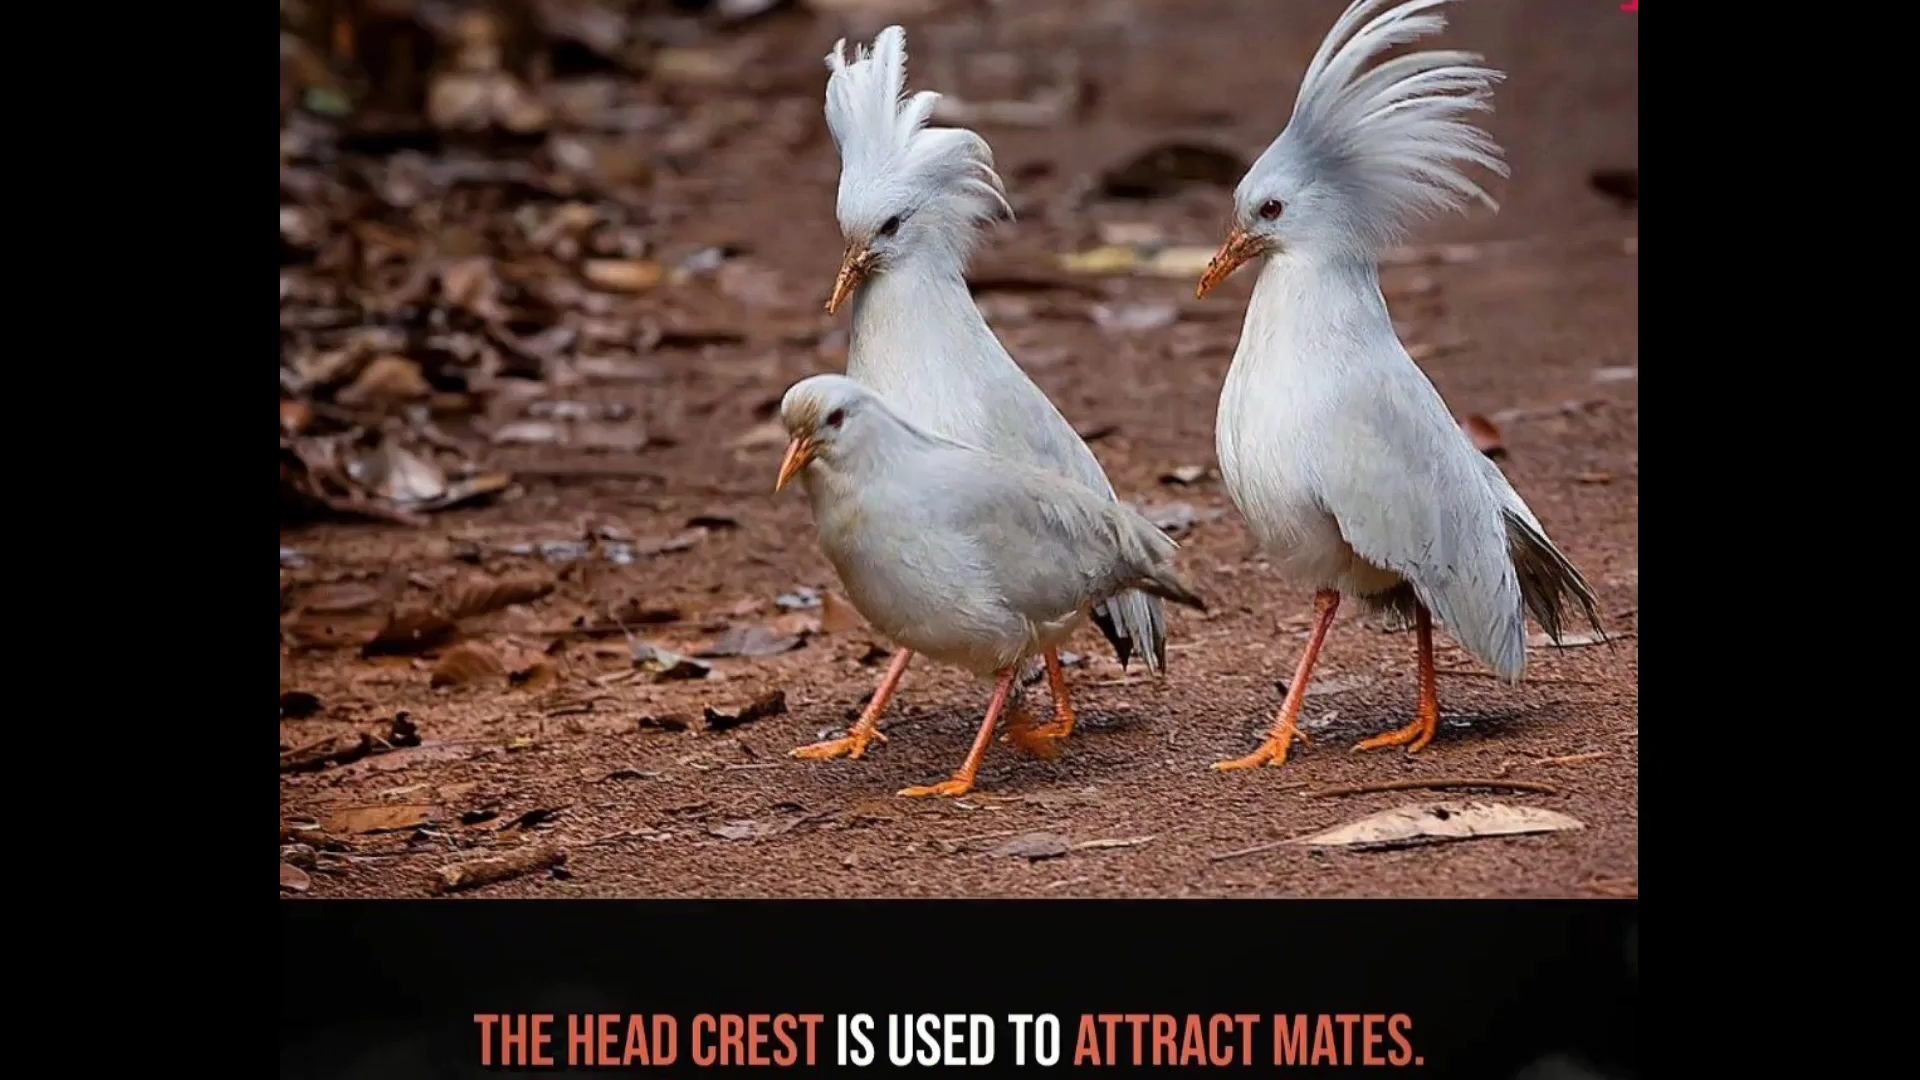 THE HEAD CREST IS USED TO ATTRACT MATES.